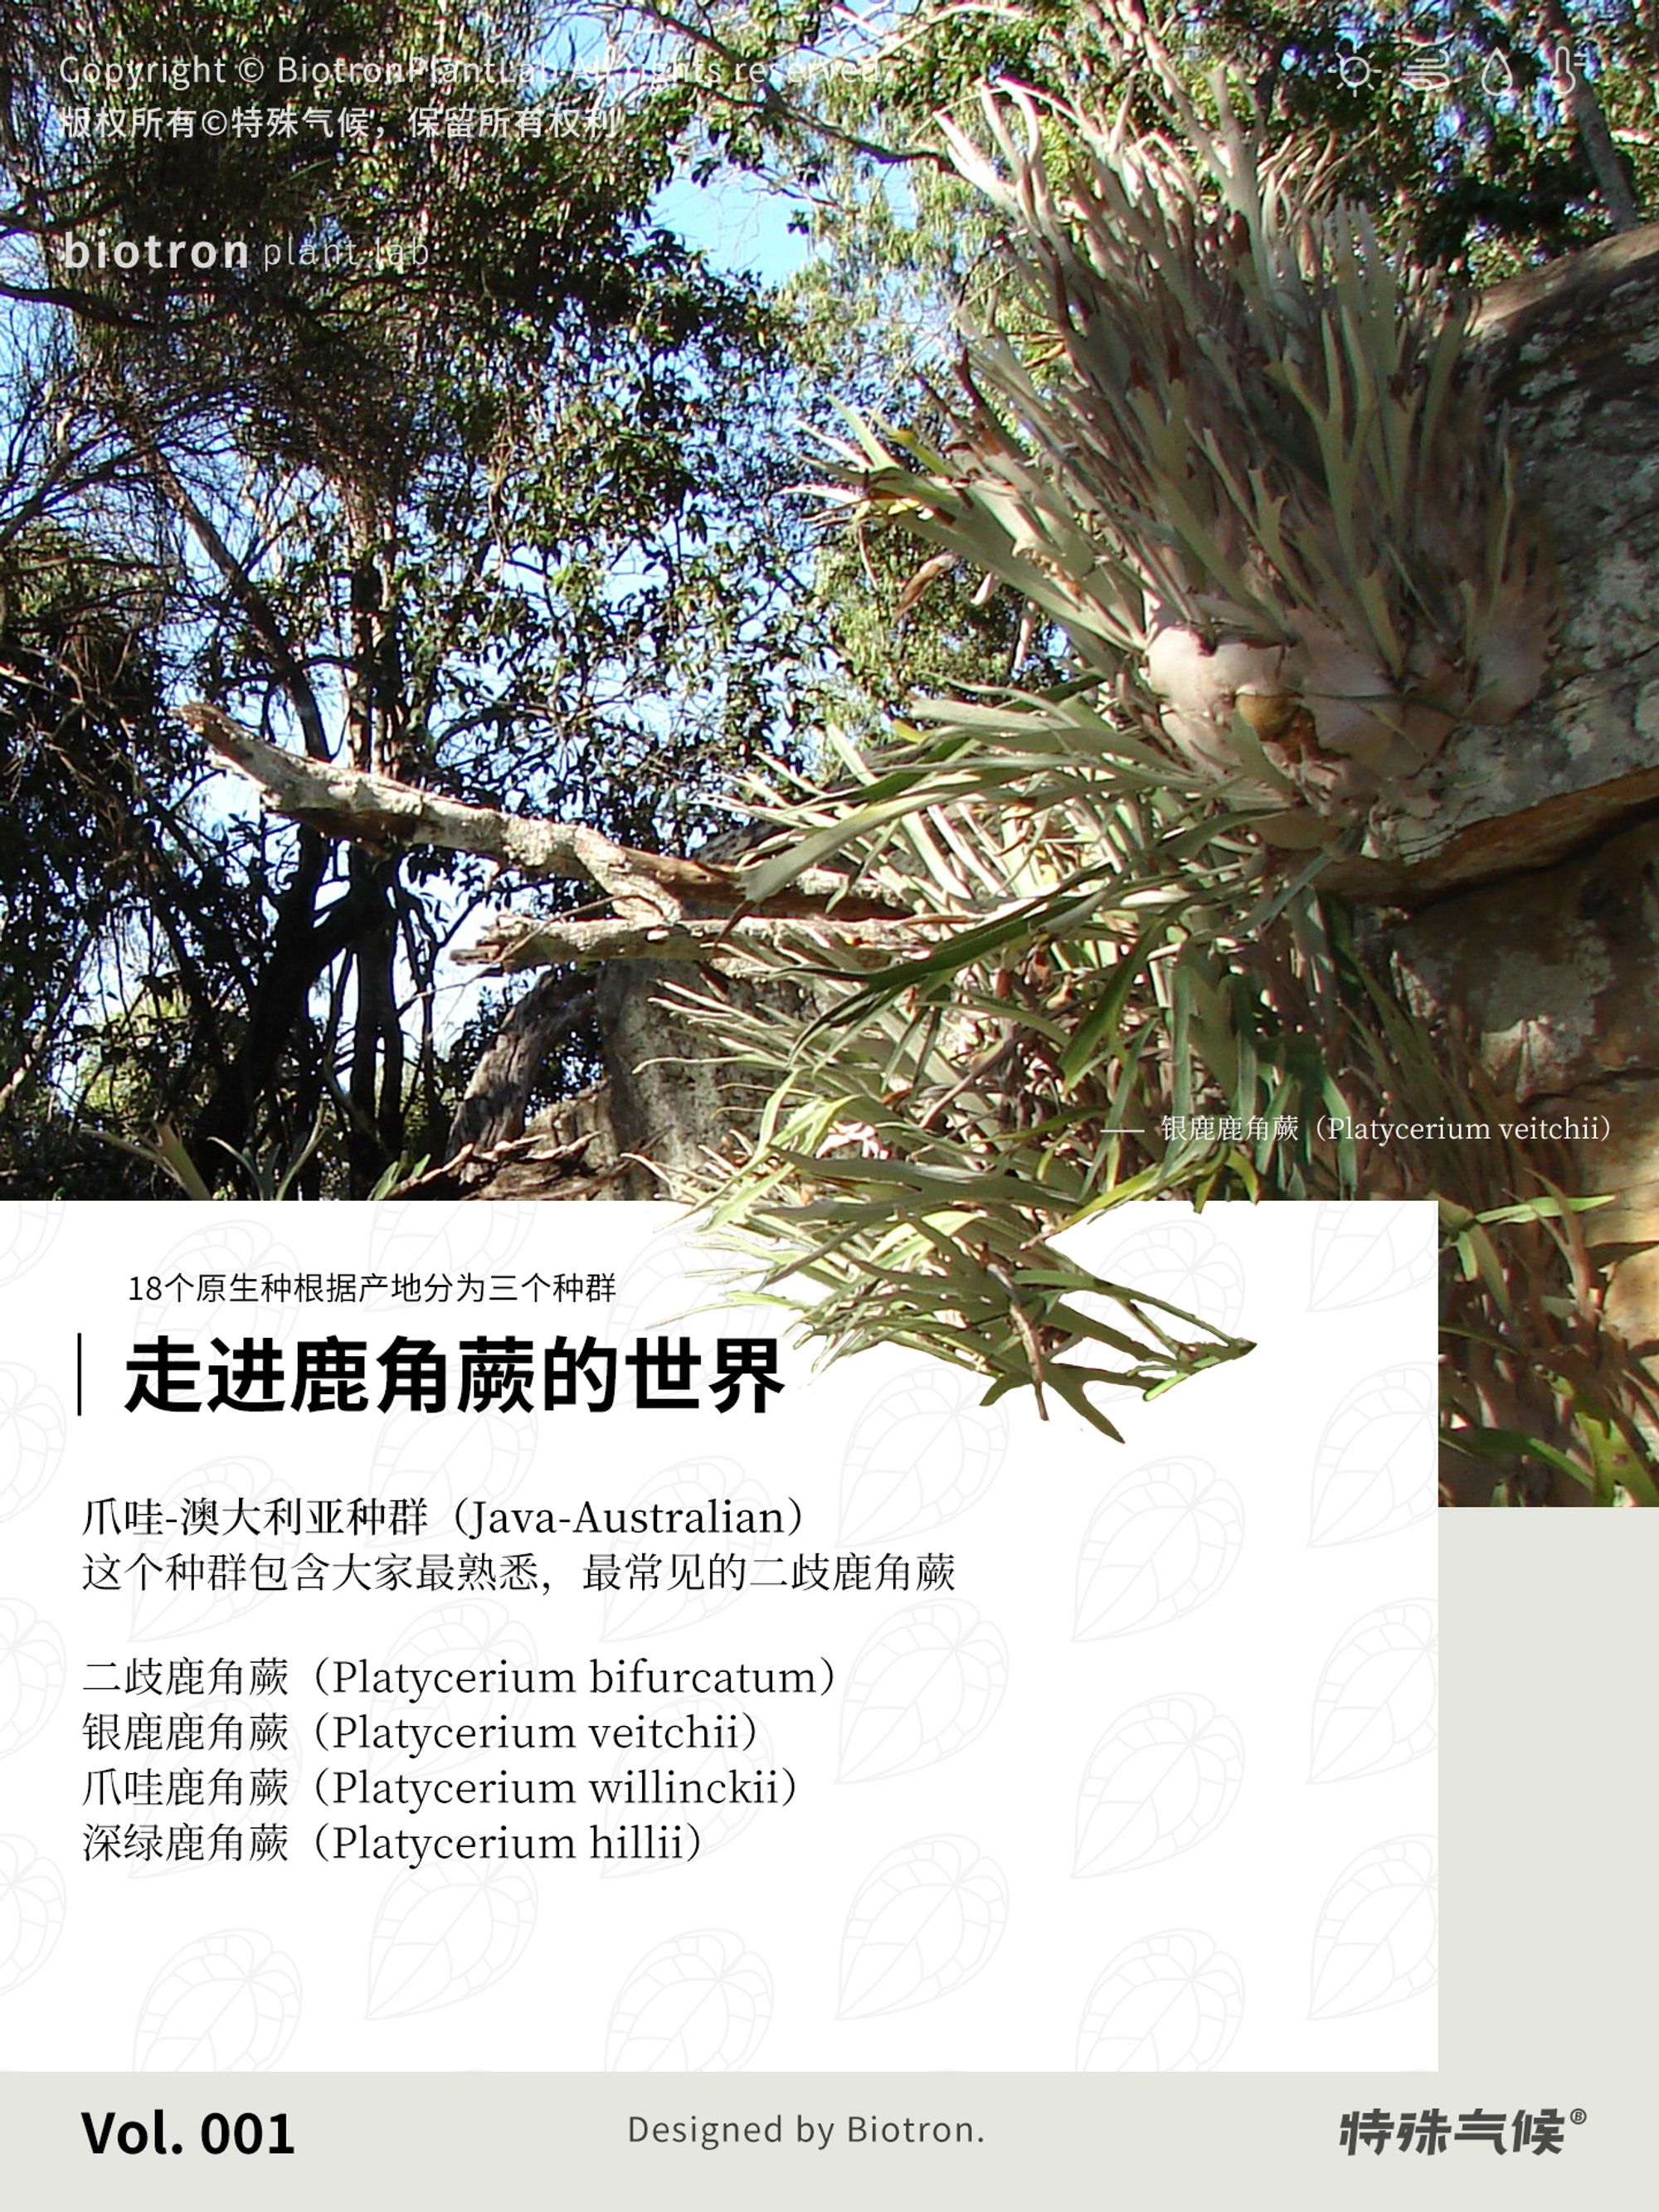 Copyright © BiotronPlantLab All rights reserved.
版权所有©特殊气候，保留所有权利
biotron plant lab
银鹿鹿角蕨（Platycerium veitchii）
18个原生种根据产地分为三个种群
走进鹿角蕨的世界
爪哇-澳大利亚种群（Java-Australian）
这个种群包含大家最熟悉，最常见的二歧鹿角蕨
二歧鹿角蕨（Platycerium bifurcatum）
银鹿鹿角蕨（Platycerium veitchii）
爪哇鹿角蕨（Platycerium willinckii）
深绿鹿角蕨（Platycerium hillii）
Vol. 001
Designed by Biotron.
特殊气候®